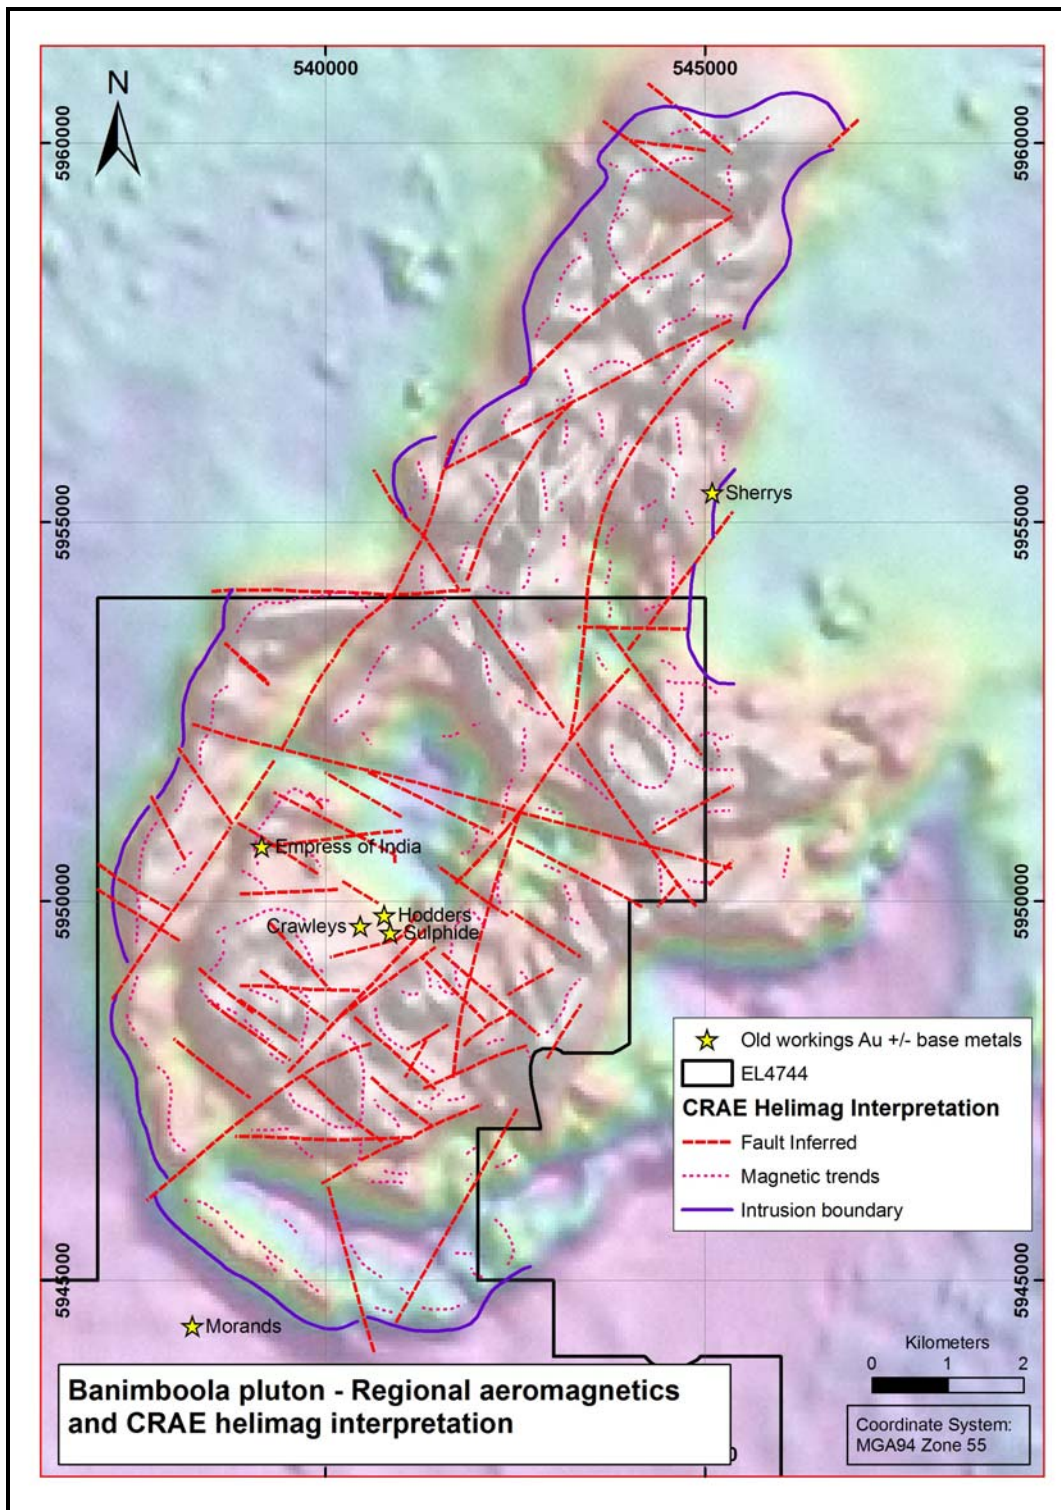 540000
545000
N
5960000
5960000
Sherrys
5955000
5955000
Empress of India
Hodders
Crawleys
Sulphide
5950000
5950000
Old workings Au +/- base metals
EL4744
CRAE Helimag Interpretation
Fault Inferred
Magnetic trends
Intrusion boundary
5945000
5945000
Morands
Kilometers
0 1 2
Banimboola pluton - Regional aeromagnetics
and CRAE helimag interpretation
Coordinate System:
MGA94 Zone 55